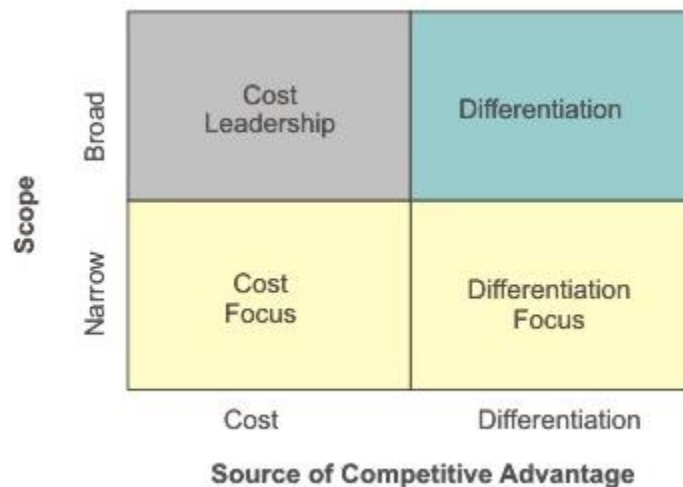 Scope
Broad
Narrow
Cost
Leadership
Differentiation
Cost
Focus
Differentiation
Focus
Cost
Differentiation
Source of Competitive Advantage